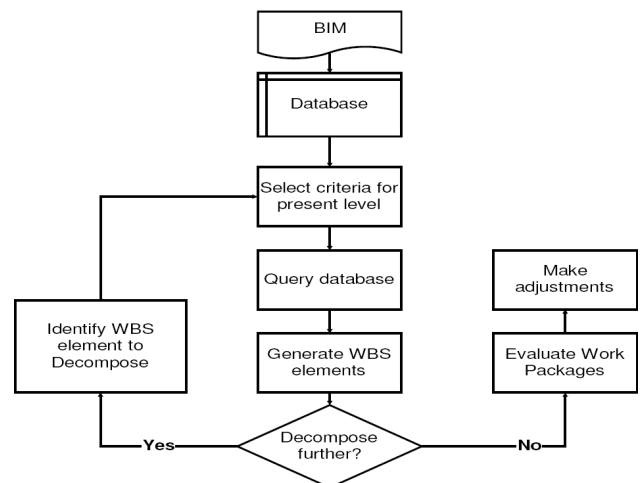 BIM
Database
Select criteria for
present level
Query database
Generate WBS
elements
Decompose
further?
Yes
Identify WBS
element to
Decompose
No
Evaluate Work
Packages
Make
adjustments